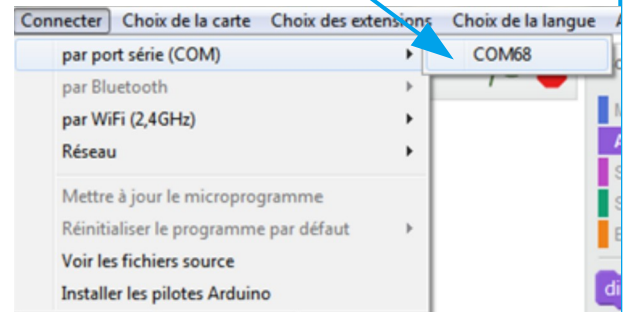 Connecter Choix de la carte Choix des extensions Choix de la langue
par port série (COM) COM68
par Bluetooth
par WiFi (2,4GHz)
Réseau
Mettre à jour le microprogramme
Réinitialiser le programme par défaut
Voir les fichiers source
Installer les pilotes Arduino
di